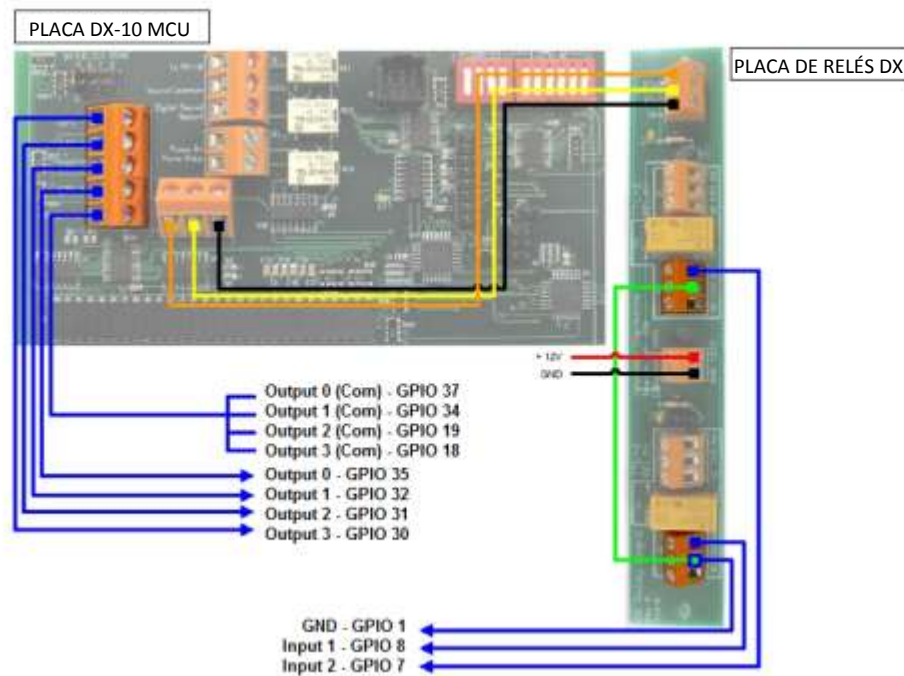 PLACA DX-10 MCU
PLACA DE RELÉS DX
+ 12V
GND
Output 0 (Com) - GPIO 37
Output 1 (Com) - GPIO 34
Output 2 (Com) - GPIO 19
Output 3 (Com) - GPIO 18
Output 0 - GPIO 35
Output 1 - GPIO 32
Output 2 - GPIO 31
Output 3 - GPIO 30
GND - GPIO 1
Input 1 - GPIO 8
Input 2 - GPIO 7